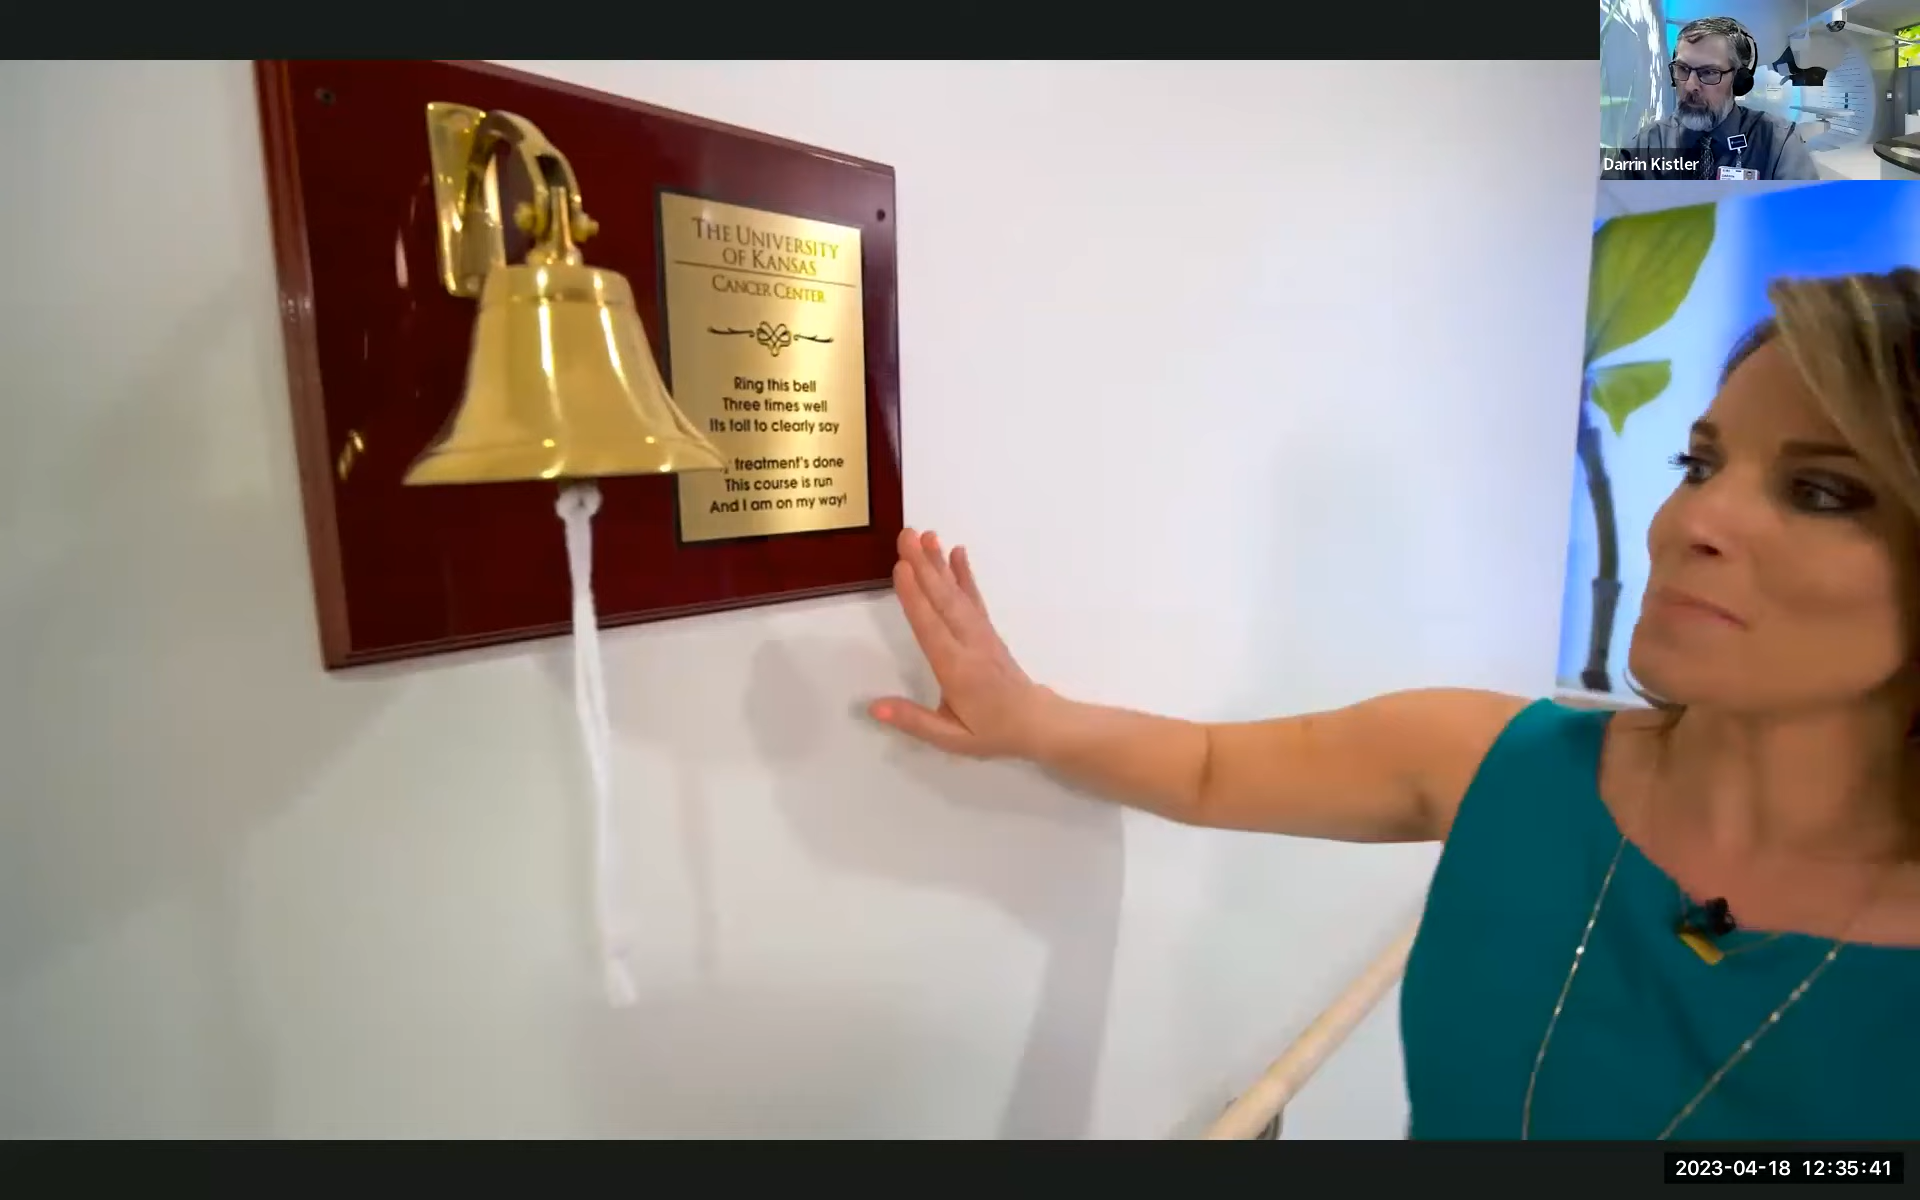 THE UNIVERSITY
OF KANSAS
CANCER CENTER
Ring this bell
Three times well
Its toll to clearly say
treatment's done
This course is run
And I am on my way!
Darrin Kistler
2023-04-18 12:35:41